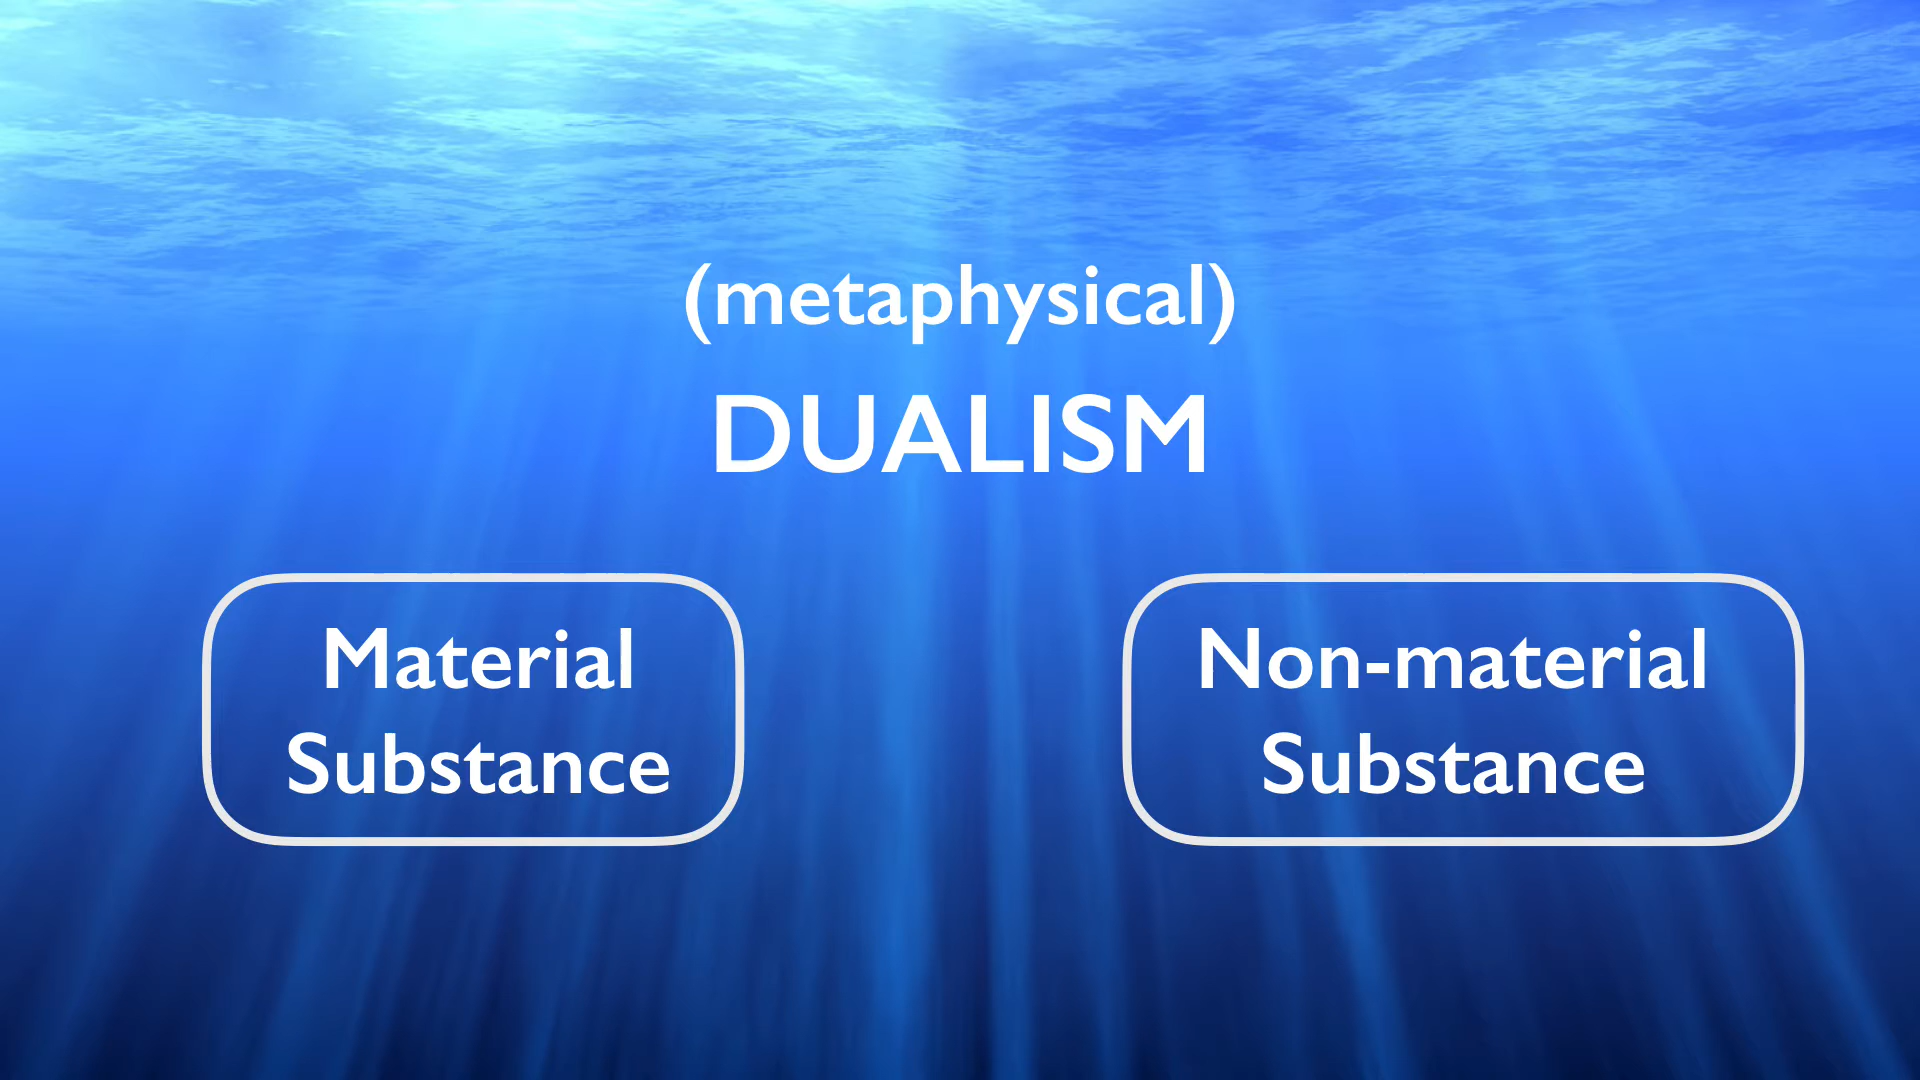 (metaphysical)
DUALISM
Material
Substance
Non-material
Substance